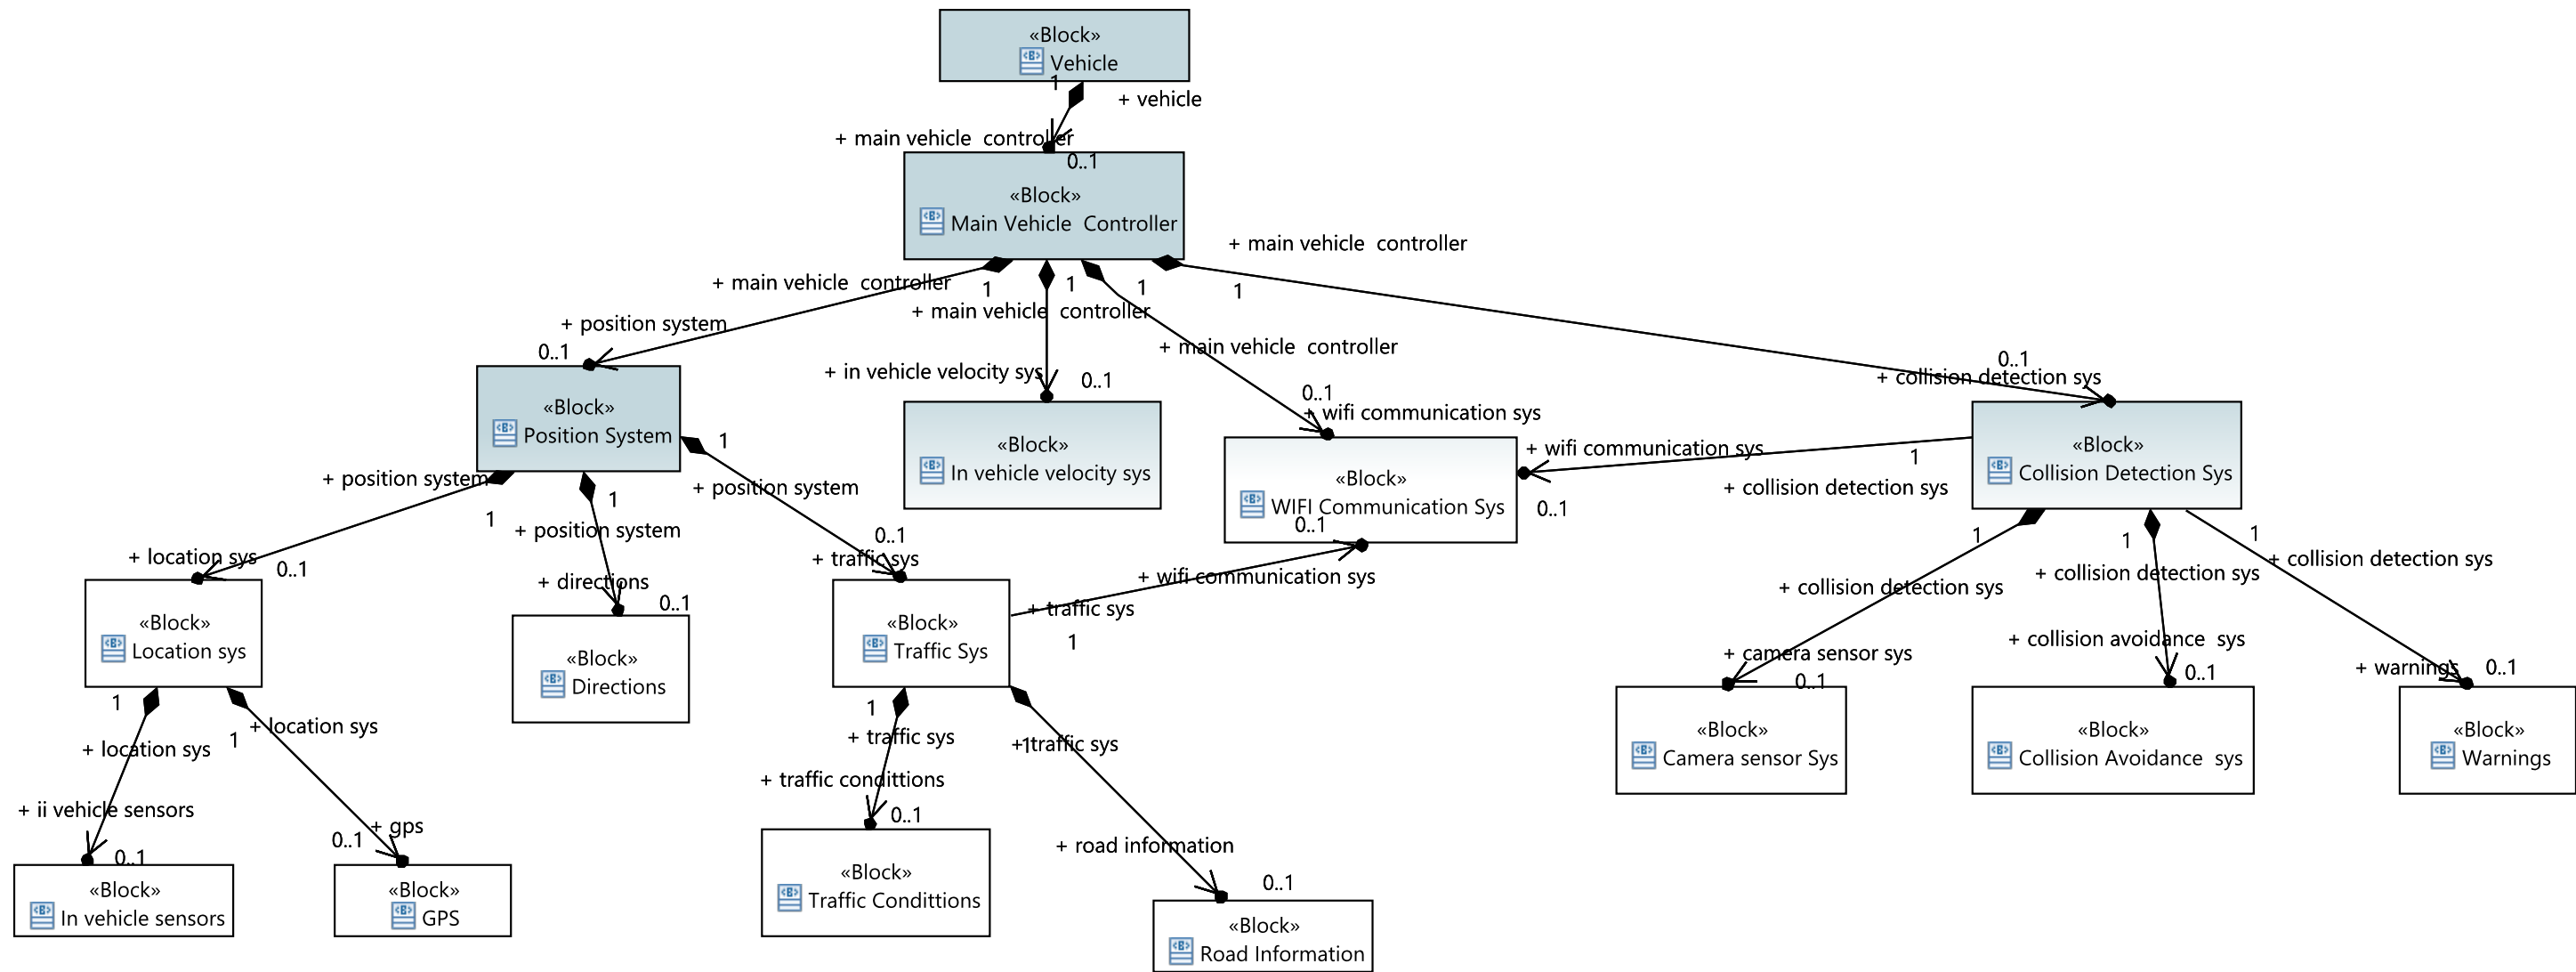 «Block»
Vehicle
1
+ vehicle
+ main vehicle  controller
0..1
«Block»
Main Vehicle  Controller
+ main vehicle  controller
+ main vehicle  controller
1
1
1
1
+ main vehicle  controller
+ position system
0..1
+ main vehicle  controller
+ in vehicle velocity sys
0..1
0..1
+ wifi communication sys
0..1
+ collision detection sys
«Block»
Position System
«Block»
In vehicle velocity sys
«Block»
WIFI Communication Sys
0..1
«Block»
Collision Detection Sys
+ wifi communication sys
1
+ collision detection sys
0..1
1
+ position system
+ position system
1
1
+ position system
+ location sys
0..1
+ directions
0..1
0..1
+ traffic sys
+ wifi communication sys
+ traffic sys
1
1
1
1
+ collision detection sys
+ collision detection sys
+ collision detection sys
+ camera sensor sys
0..1
+ collision avoidance  sys
0..1
+ warnings
0..1
«Block»
Location sys
«Block»
Directions
«Block»
Traffic Sys
«Block»
Camera sensor Sys
«Block»
Collision Avoidance  sys
«Block»
Warnings
1
+ location sys
1
+ location sys
1
+ traffic sys
1
+ traffic sys
+ ii vehicle sensors
0..1
+ gps
0..1
+ traffic condittions
0..1
+ road information
0..1
«Block»
In vehicle sensors
«Block»
GPS
«Block»
Traffic Condittions
«Block»
Road Information